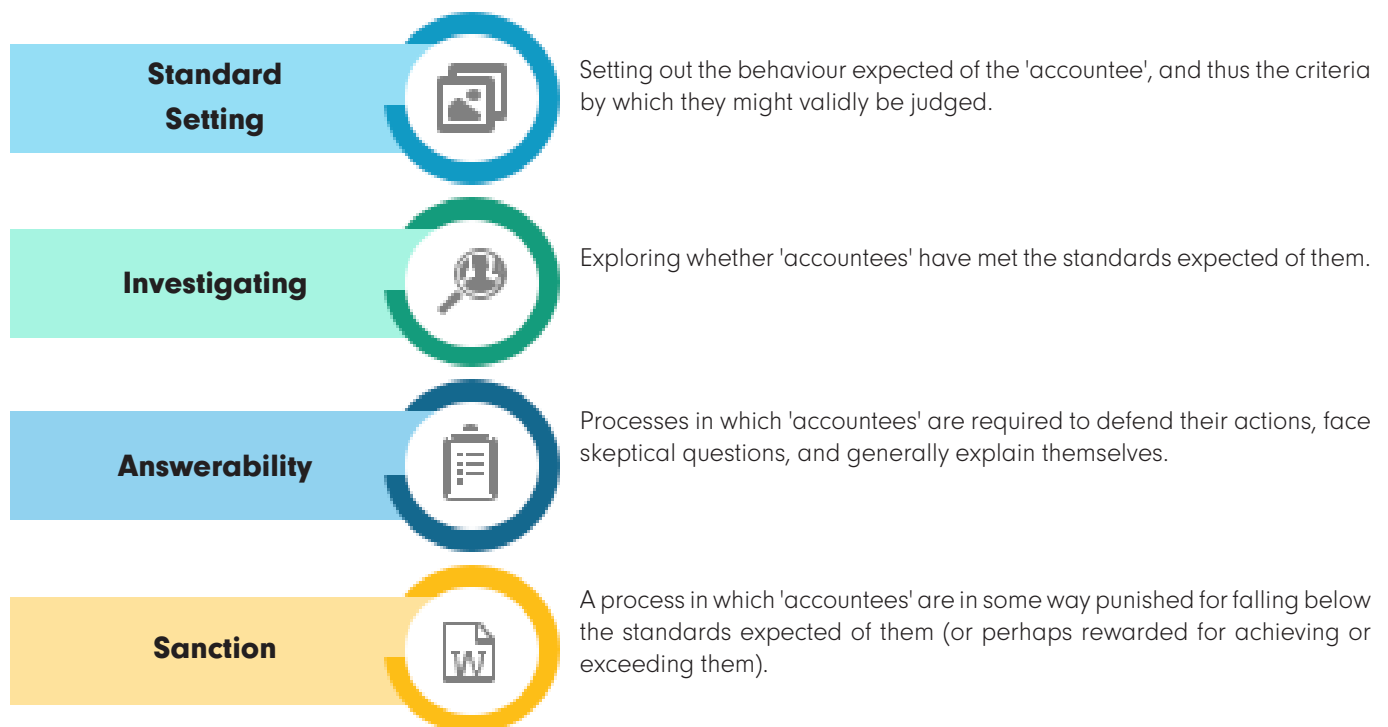 Standard
Setting
Setting out the behaviour expected of the 'accountee', and thus the criteria
by which they might validly be judged.
Investigating
Exploring whether 'accountees' have met the standards expected of them.
Answerability
Processes in which 'accountees' are required to defend their actions, face
skeptical questions, and generally explain themselves.
Sanction
W
A process in which 'accountees' are in some way punished for falling below
the standards expected of them (or perhaps rewarded for achieving or
exceeding them).